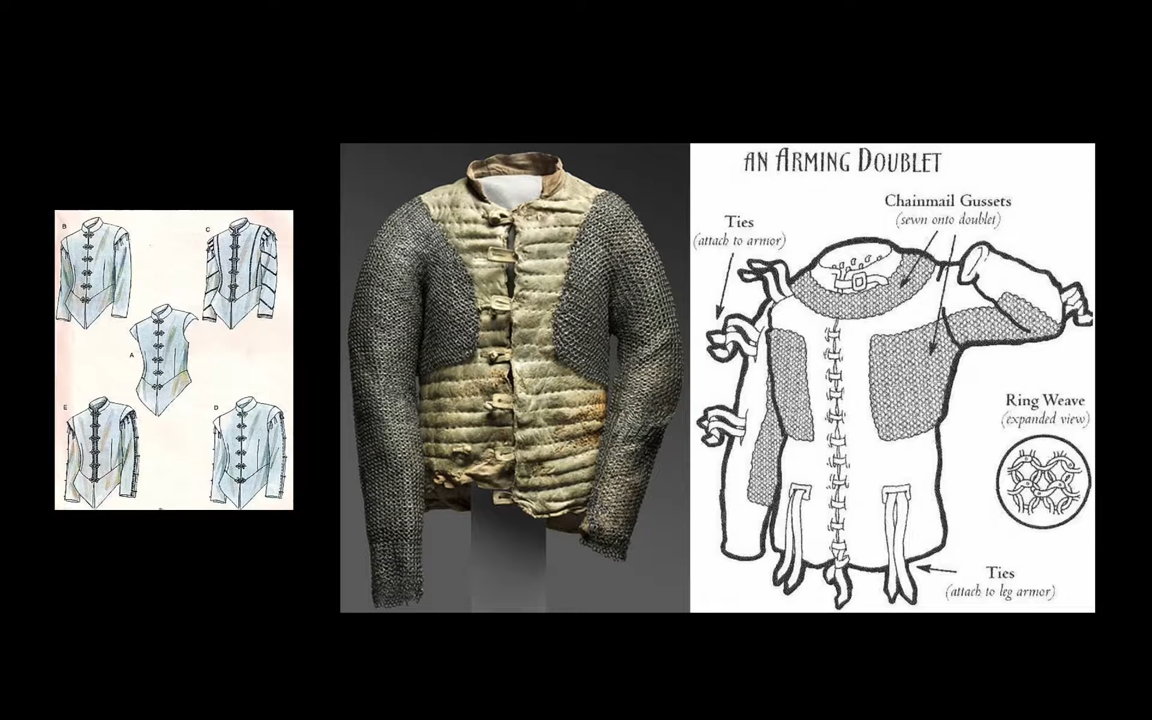 B
C
A
E
D
AN ARMING DOUBLET
Chainmail Gussets
(sewn onto doublet)
Ties
(attach to armor)
Ring Weave
(expanded view)
Ties
(attach to leg armor)